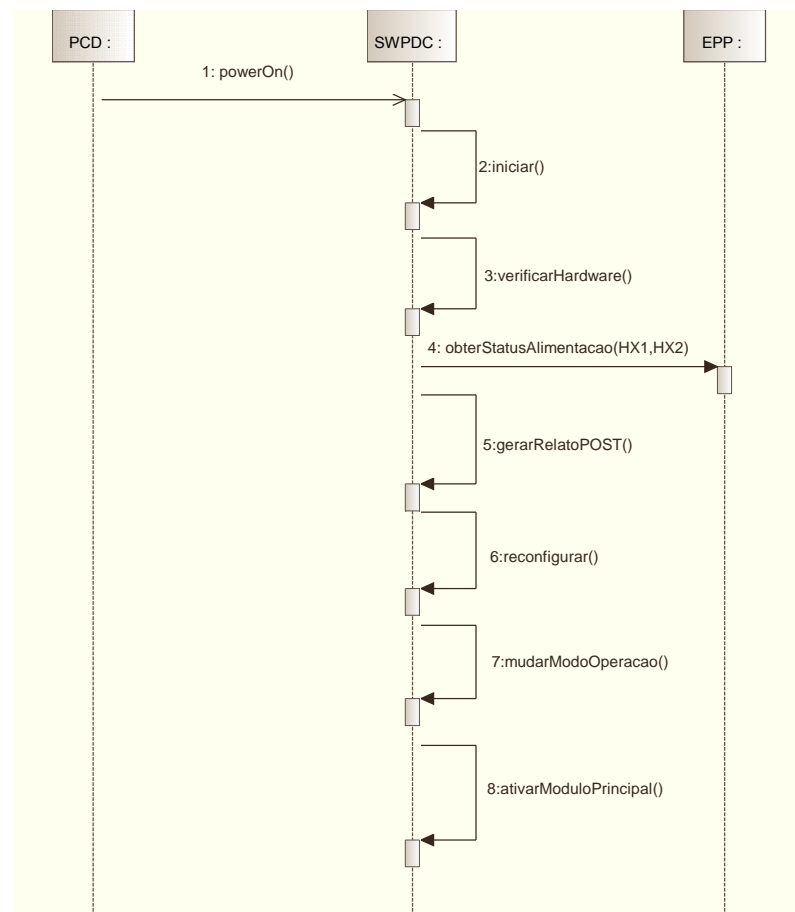 PCD :
SWPDC :
EPP :
1: powerOn()
2:iniciar()
3:verificarHardware()
4: obterStatusAlimentacao(HX1,HX2)
5:gerarRelatoPOST()
6:reconfigurar()
7:mudarModoOperacao()
8:ativarModuloPrincipal()